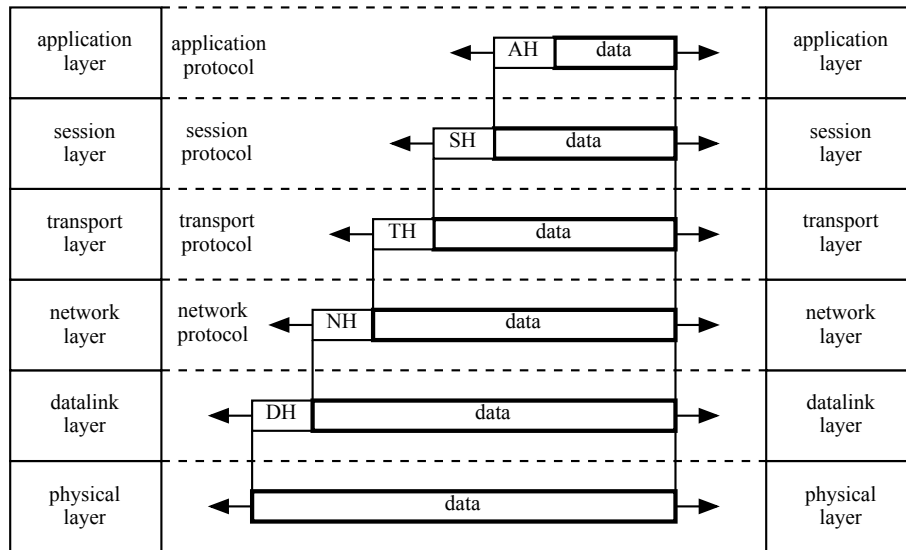 application
layer
application
protocol
AH
data
application
layer
session
layer
session
protocol
SH
data
session
layer
transport
layer
transport
protocol
TH
data
transport
layer
network
layer
network
protocol
NH
data
network
layer
datalink
layer
DH
data
datalink
layer
physical
layer
data
physical
layer